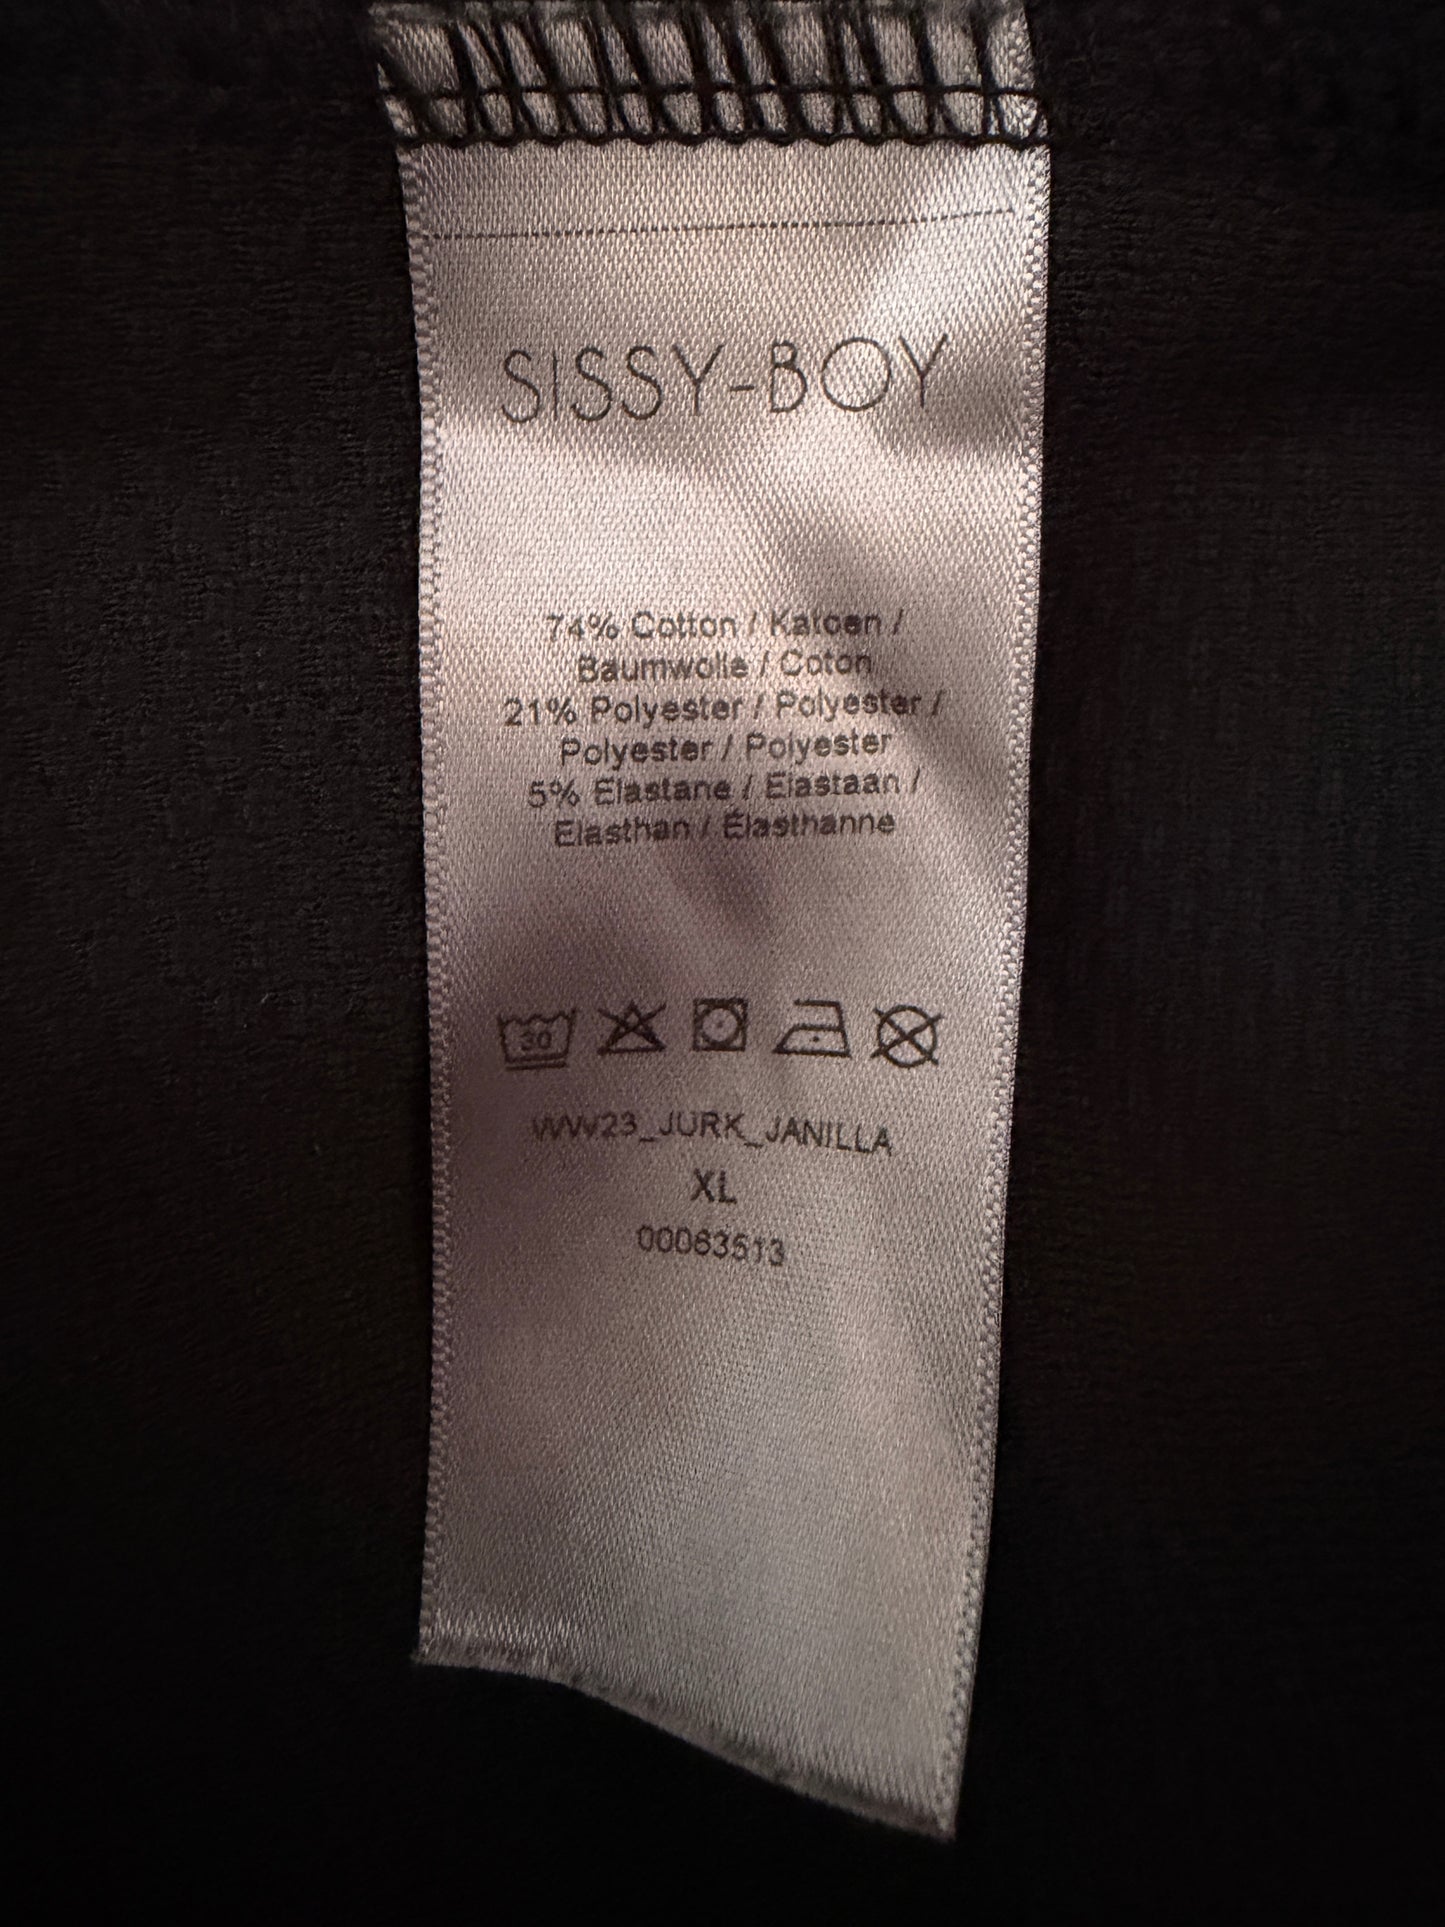 SISSY-BOY
74% Cotton / Katoen /
Baumwolle / Coton
21% Polyester / Polyester /
Polyester / Polyester
5% Elastane / Elastaan /
Elasthan / Élasthanne
30
WW23_JURK_JANILLA
XL
00063513